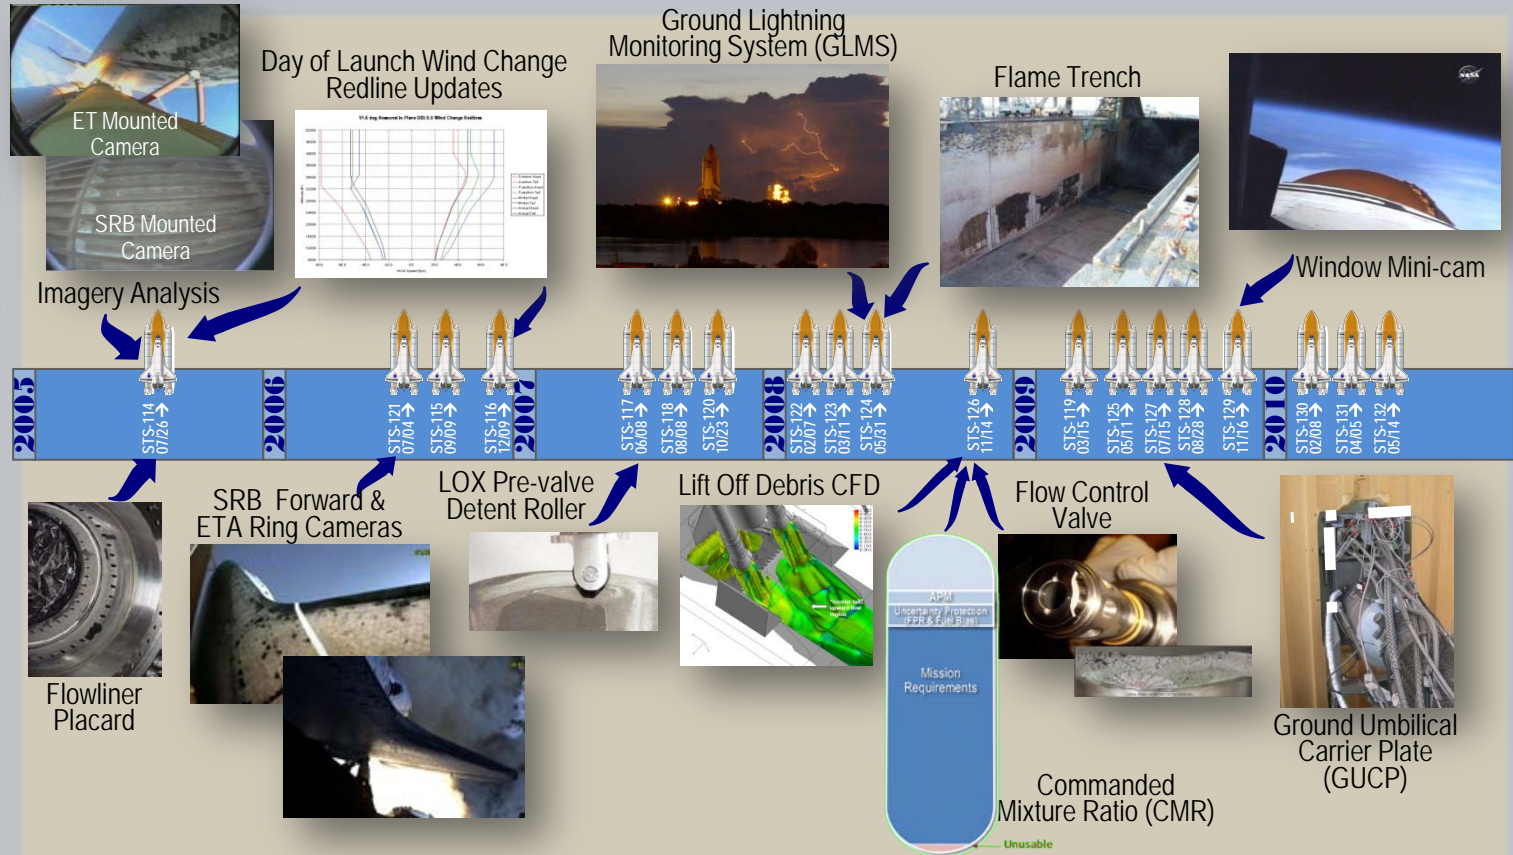 Ground Lightning
Monitoring System (GLMS)
Day of Launch Wind Change
Redline Updates
Flame Trench
NASA
ET Mounted
Camera
SRB Mounted
Camera
Imagery Analysis
Window Mini-cam
2005
2006
2007
2008
2009
2010
STS-114
07/26→
STS-121
07/04→
STS-115
09/09→
STS-116
12/09→
STS-117
06/08→
STS-118
08/08→
STS-120
10/23→
STS-122
02/07→
STS-123
03/11→
STS-124
05/31→
STS-126
11/14→
STS-119
03/15→
STS-125
05/11→
STS-127
07/15→
STS-128
08/28→
STS-129
11/16→
STS-130
02/08→
STS-131
04/05→
STS-132
05/14→
Flowliner
Placard
SRB Forward &
ETA Ring Cameras
LOX Pre-valve
Detent Roller
Lift Off Debris CFD
upward flow
region
APM
Uncertainty Protection
(FPR & Fuel Bias)
Mission
Requirements
Unusable
Flow Control
Valve
Commanded
Mixture Ratio (CMR)
Ground Umbilical
Carrier Plate
(GUCP)